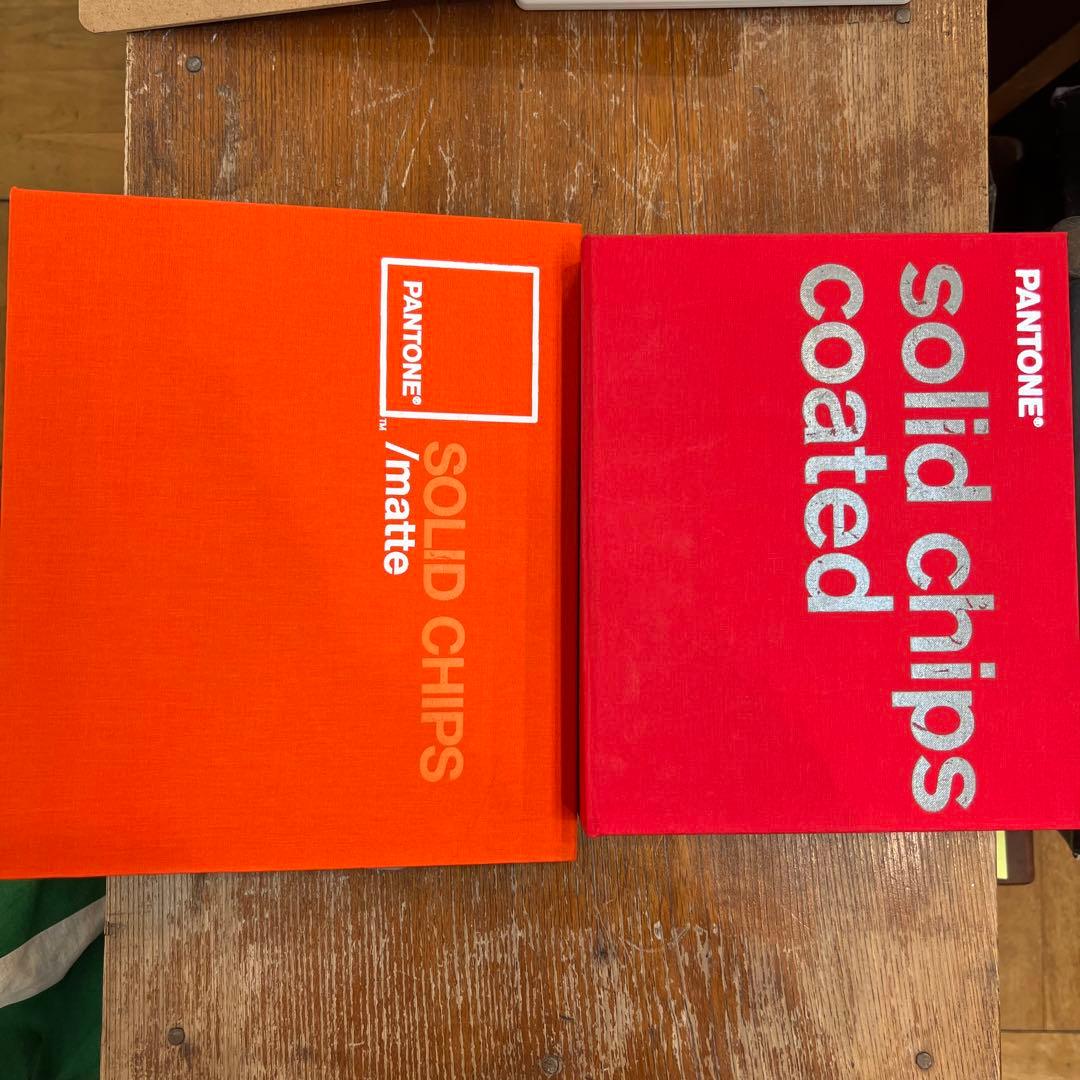 PANTONE®
™
SOLID CHIPS
/matte
PANTONE®
solid chips
coated